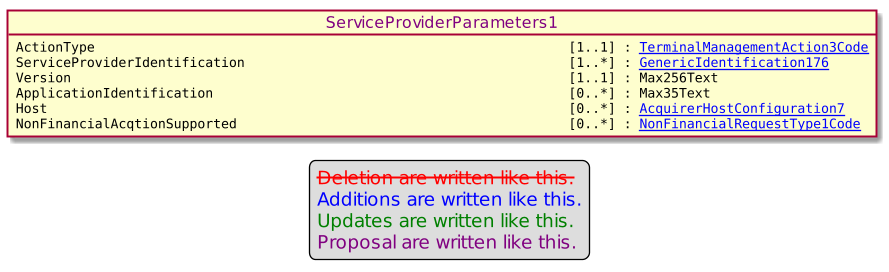 ServiceProviderParameters1
ActionType [1..1] : TerminalManagementAction3Code
ServiceProviderIdentification [1..*] : GenericIdentification176
Version [1..1] : Max256Text
ApplicationIdentification [0..*] : Max35Text
Host [0..*] : AcquirerHostConfiguration7
NonFinancialAcqtionSupported [0..*] : NonFinancialRequestType1Code
Deletion are written like this.
Additions are written like this.
Updates are written like this.
Proposal are written like this.